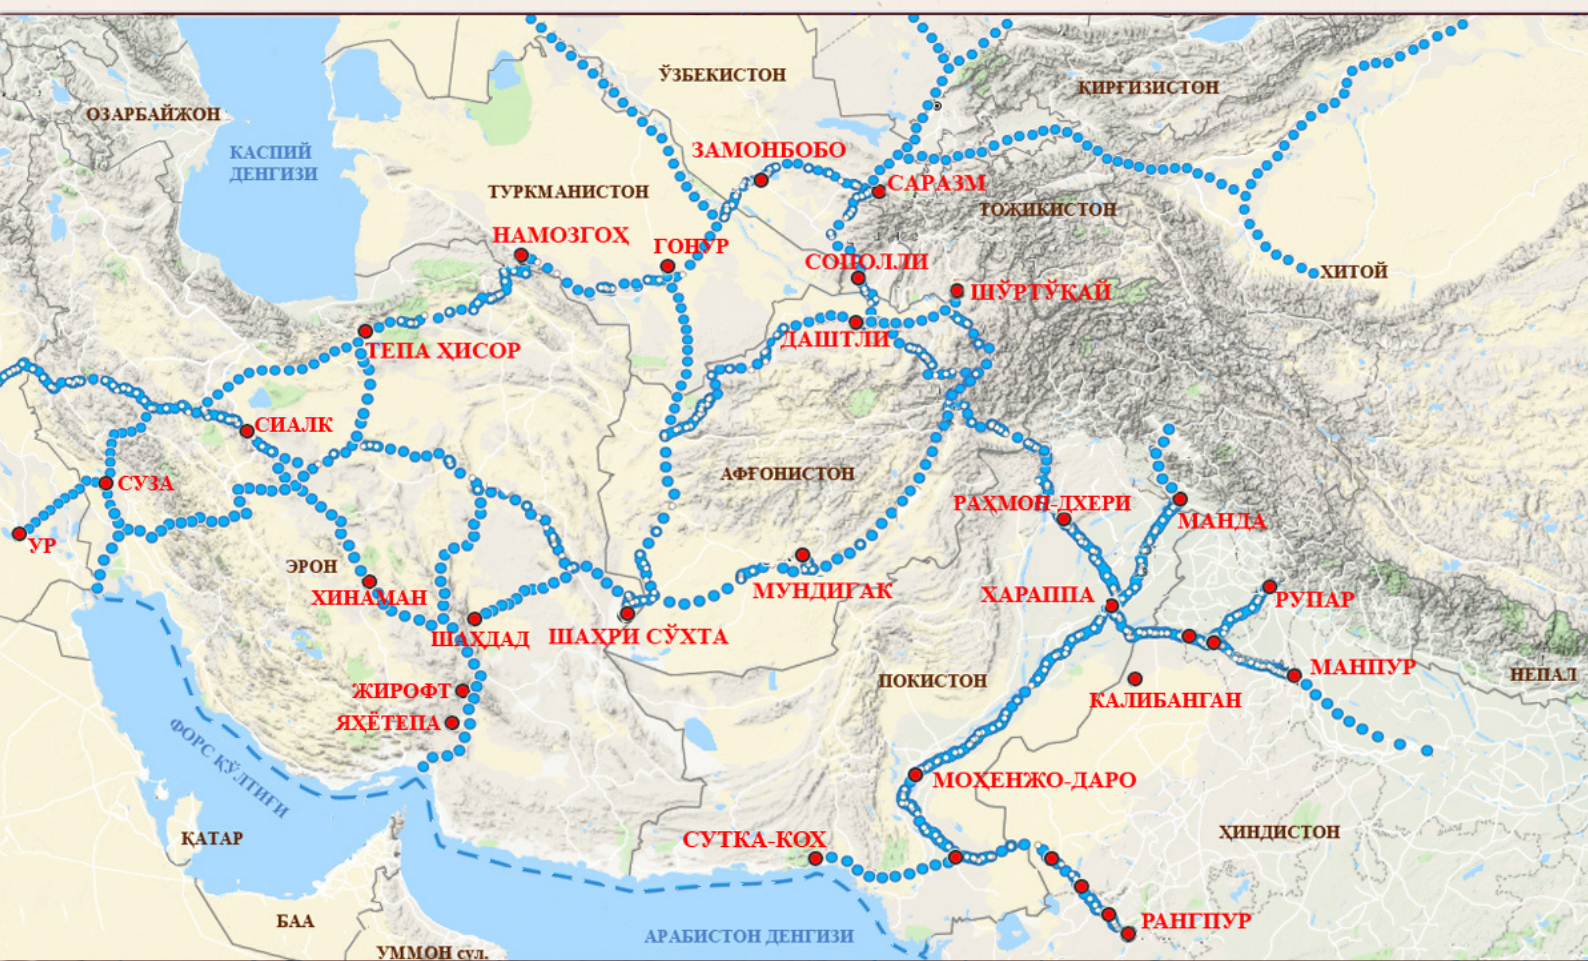 ЎЗБЕКИСТОН
ҚИРҒИЗИСТОН
ОЗАРБАЙЖОН
КАСПИЙ
ДЕНГИЗИ
ЗАМОНБОБО
САРАЗМ
ТУРКМАНИСТОН
ТОЖИКИСТОН
НАМОЗГОҲ
ГОНУР
СОПОЛЛИ
ХИТОЙ
ШЎРТЎҚАЙ
ДАШТЛИ
ТЕПА ҲИСОР
СИАЛК
АФҒОНИСТОН
СУЗА
РАҲМОН-ДХЕРИ
МАНДА
УР
ЭРОН
МУНДИГАК
ХИНАМАН
ХАРАППА
РУПАР
ШАҲДАД
ШАҲРИ СЎХТА
МАНПУР
НЕПАЛ
ПОКИСТОН
ЖИРОФТ
КАЛИБАНГАН
ЯҲЁТЕПА
ФОРС ҚЎЛТИҒИ
МОҲЕНЖО-ДАРО
ҚАТАР
СУТКА-КОХ
ҲИНДИСТОН
БАА
РАНГПУР
АРАБИСТОН ДЕНГИЗИ
УММОН сул.